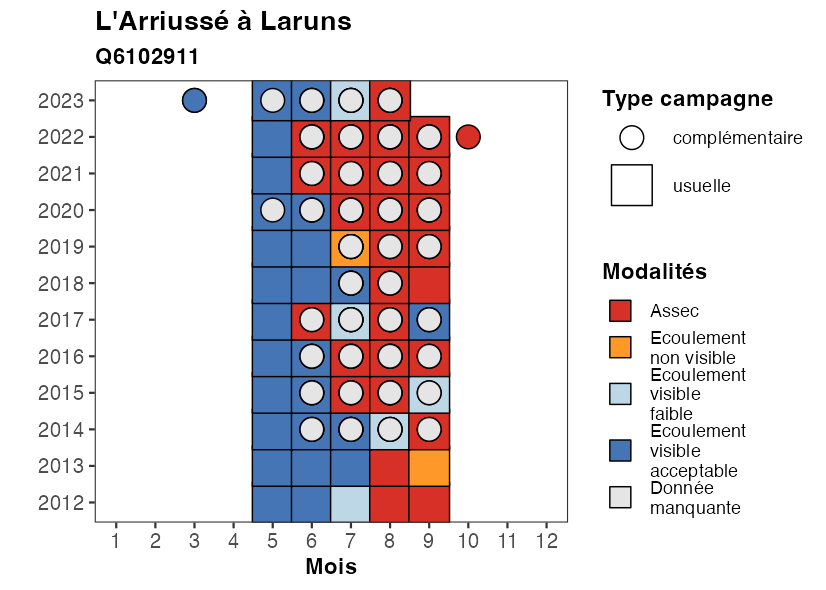 L'Arriussé à Laruns
Q6102911
2023
2022
2021
2020
2019
2018
2017
2016
2015
2014
2013
2012
1 2 3 4 5 6 7 8 9 10 11 12
Mois
Type campagne
complémentaire
usuelle
Modalités
Assec
Ecoulement
non visible
Ecoulement
visible
faible
Ecoulement
visible
acceptable
Donnée
manquante